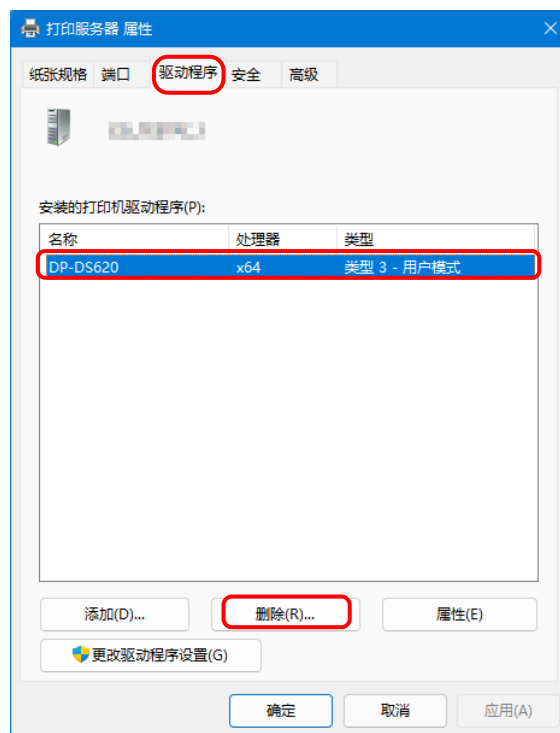 打印服务器 属性
纸张规格 端口 驱动程序 安全 高级
安装的打印机驱动程序(P):
名称 处理器 类型
DP-DS620 x64 类型 3 - 用户模式
添加(D)... 删除(R)... 属性(E)
更改驱动程序设置(G)
确定 取消 应用(A)